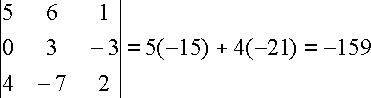 |5 6 1|
|0 3 −3| = 5(−15) + 4(−21) = −159
|4 −7 2|